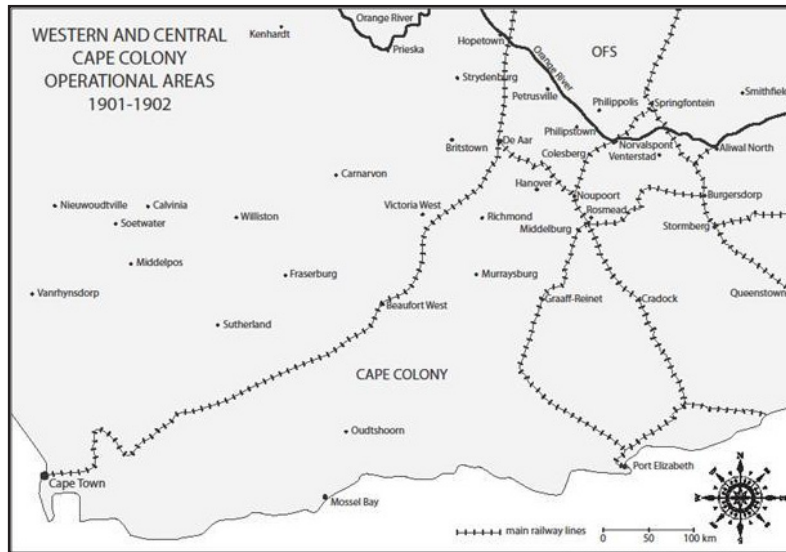 WESTERN AND CENTRAL
CAPE COLONY
OPERATIONAL AREAS
1901-1902
Kenhardt
Orange River
Prieska
Hopetown
OFS
Orange River
Strydenburg
Petrusville
Philippolis
Springfontein
Smithfield
Philipstown
Britstown
De Aar
Colesberg
Norvalspont
Venterstad
Aliwal North
Carnarvon
Hanover
Noupoort
Burgersdorp
Nieuwoudtville
Calvinia
Williston
Victoria West
Richmond
Rosmead
Soetwater
Middelburg
Stormberg
Middelpos
Fraserburg
Murraysburg
Vanrhynsdorp
Beaufort West
Graaff-Reinet
Cradock
Queenstown
Sutherland
CAPE COLONY
Oudtshoorn
Cape Town
Port Elizabeth
Mossel Bay
N
W
E
S
main railway lines
0 50 100 km